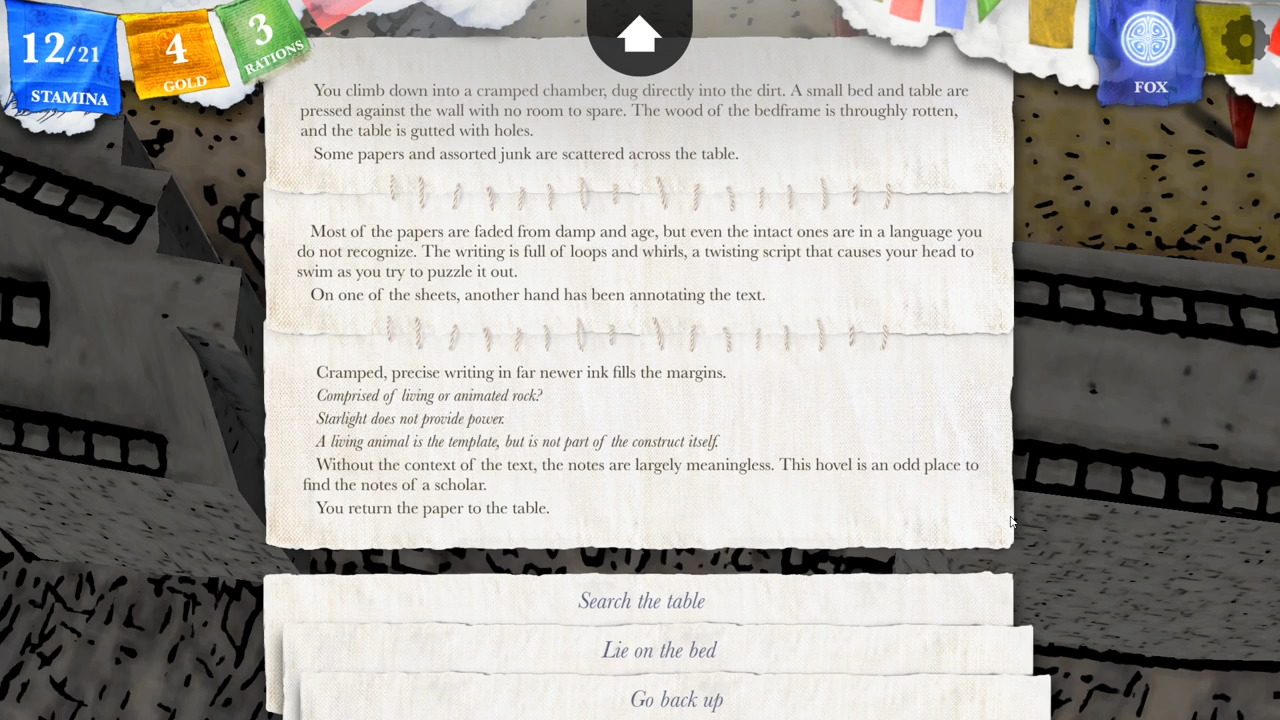 12/21
STAMINA
4
GOLD
3
RATIONS
FOX
You climb down into a cramped chamber, dug directly into the dirt. A small bed and table are
pressed against the wall with no room to spare. The wood of the bedframe is throughly rotten,
and the table is gutted with holes.
Some papers and assorted junk are scattered across the table.
Most of the papers are faded from damp and age, but even the intact ones are in a language you
do not recognize. The writing is full of loops and whirls, a twisting script that causes your head to
swim as you try to puzzle it out.
On one of the sheets, another hand has been annotating the text.
Cramped, precise writing in far newer ink fills the margins.
Comprised of living or animated rock?
Starlight does not provide power.
A living animal is the template, but is not part of the construct itself.
Without the context of the text, the notes are largely meaningless. This hovel is an odd place to
find the notes of a scholar.
You return the paper to the table.
Search the table
Lie on the bed
Go back up